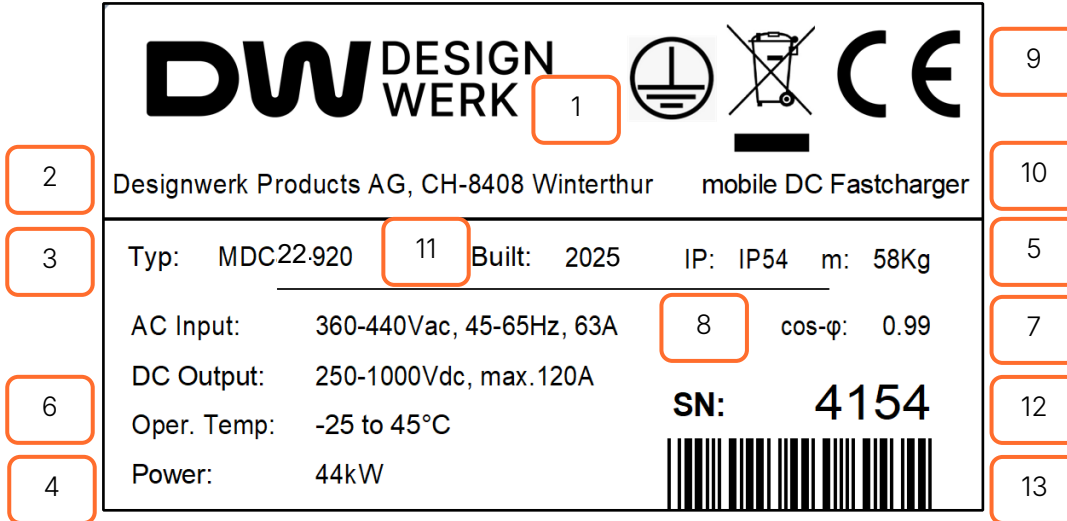 DW DESIGN
WERK
1
CE
9
2
Designwerk Products AG, CH-8408 Winterthur
mobile DC Fastcharger
10
3
Typ: MDC22.920
11
Built: 2025
IP: IP54
m: 58Kg
5
AC Input: 360-440Vac, 45-65Hz, 63A
8
cos-φ: 0.99
7
DC Output: 250-1000Vdc, max.120A
6
Oper. Temp: -25 to 45°C
SN: 4154
12
4
Power: 44kW
13